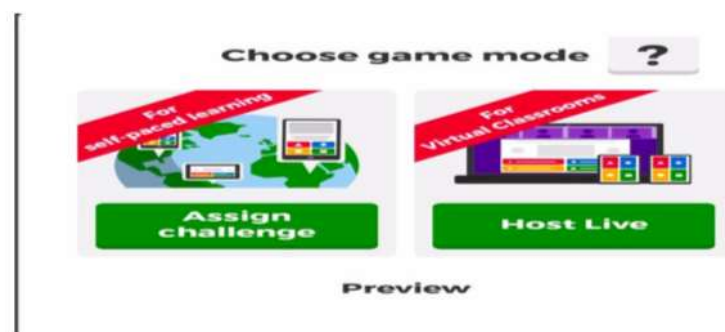 Choose game mode ?
For
self-paced learning
For
Virtual Classrooms
Assign
challenge
Host Live
Preview